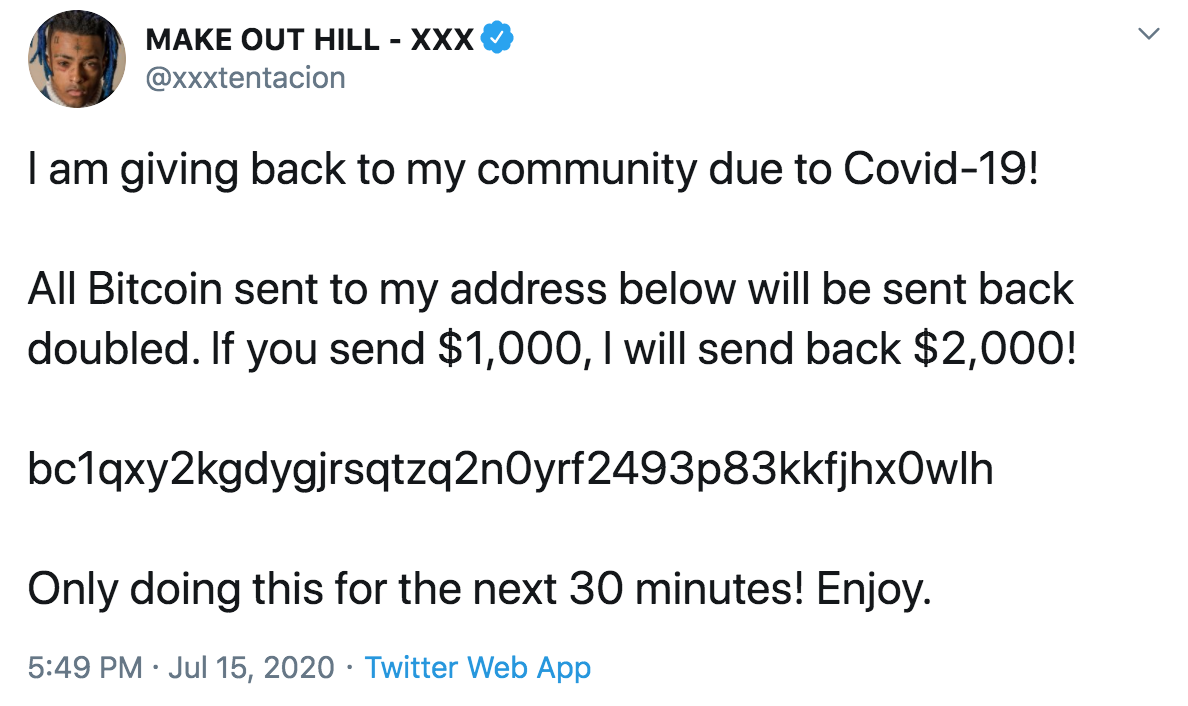 MAKE OUT HILL - XXX
@xxxtentacion
I am giving back to my community due to Covid-19!
All Bitcoin sent to my address below will be sent back
doubled. If you send $1,000, I will send back $2,000!
bc1qxy2kgdygjrsqtzq2n0yrf2493p83kkfjhx0wlh
Only doing this for the next 30 minutes! Enjoy.
5:49 PM · Jul 15, 2020 · Twitter Web App